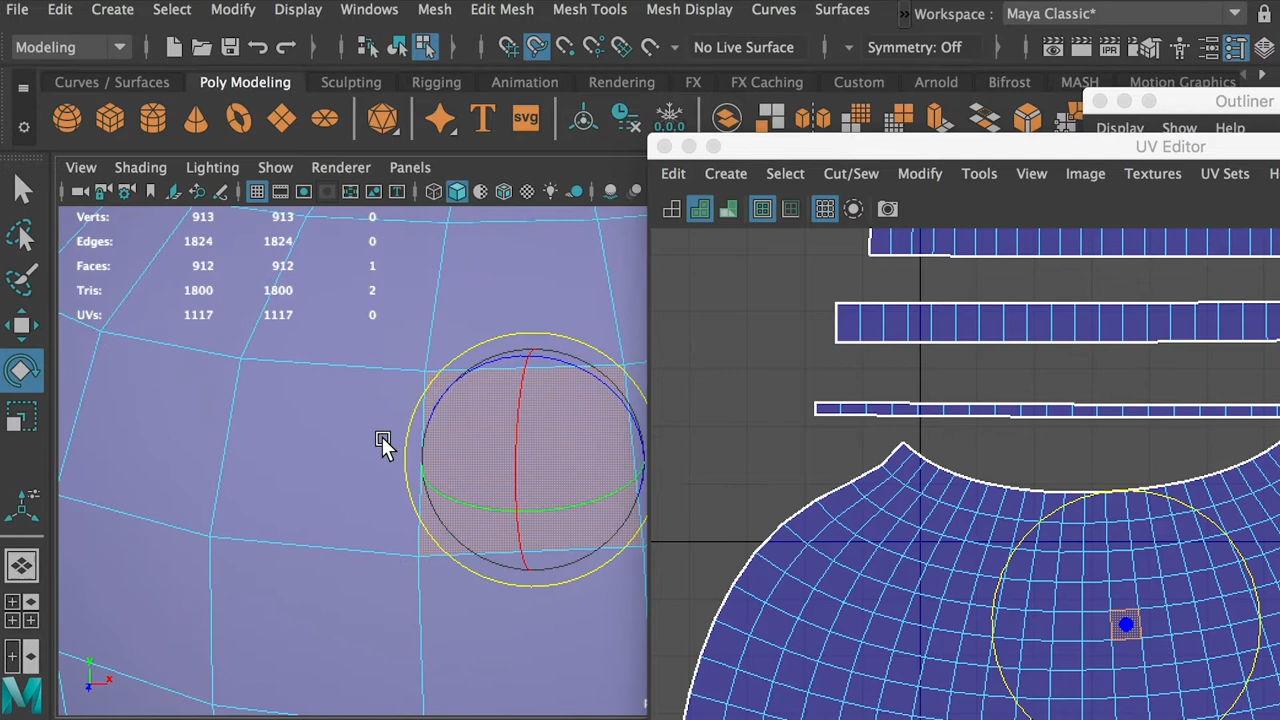 File Edit Create Select Modify Display Windows Mesh Edit Mesh Mesh Tools Mesh Display Curves Surfaces » Workspace : Maya Classic*
Modeling No Live Surface Symmetry: Off IPR
Curves / Surfaces Poly Modeling Sculpting Rigging Animation Rendering FX FX Caching Custom Arnold Bifrost MASH Motion Graphics
T svg 0,0,0
Outliner
Display Show Help
UV Editor
View Shading Lighting Show Renderer Panels
Edit Create Select Cut/Sew Modify Tools View Image Textures UV Sets H
Verts: 913 913 0
Edges: 1824 1824 0
Faces: 912 912 1
Tris: 1800 1800 2
UVs: 1117 1117 0
y
z x
M